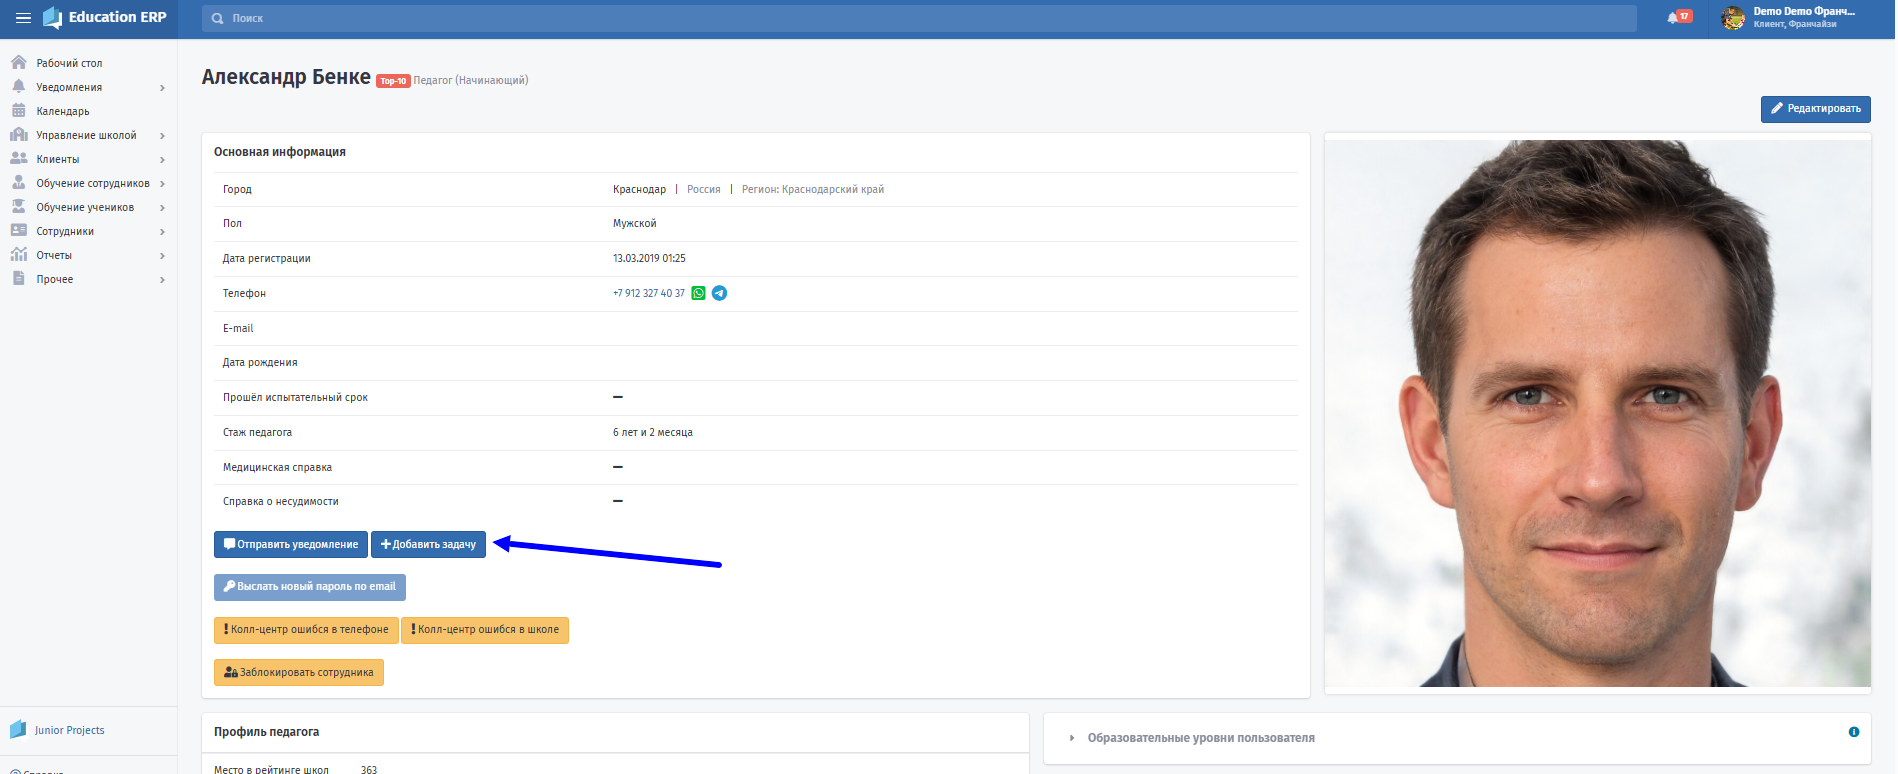 Education ERP
Поиск
17
Demo Demo Франч...
Клиент, Франчайзи
Рабочий стол
Уведомления
Календарь
Управление школой
Клиенты
Обучение сотрудников
Обучение учеников
Сотрудники
Отчеты
Прочее
Junior Projects
Справка
Александр Бенке Top-10 Педагог (Начинающий)
Редактировать
Основная информация
Город Краснодар | Россия | Регион: Краснодарский край
Пол Мужской
Дата регистрации 13.03.2019 01:25
Телефон +7 912 327 40 37
E-mail
Дата рождения
Прошёл испытательный срок —
Стаж педагога 6 лет и 2 месяца
Медицинская справка —
Справка о несудимости —
Отправить уведомление + Добавить задачу
Выслать новый пароль по email
! Колл-центр ошибся в телефоне ! Колл-центр ошибся в школе
Заблокировать сотрудника
Профиль педагога
Место в рейтинге школ 363
Образовательные уровни пользователя